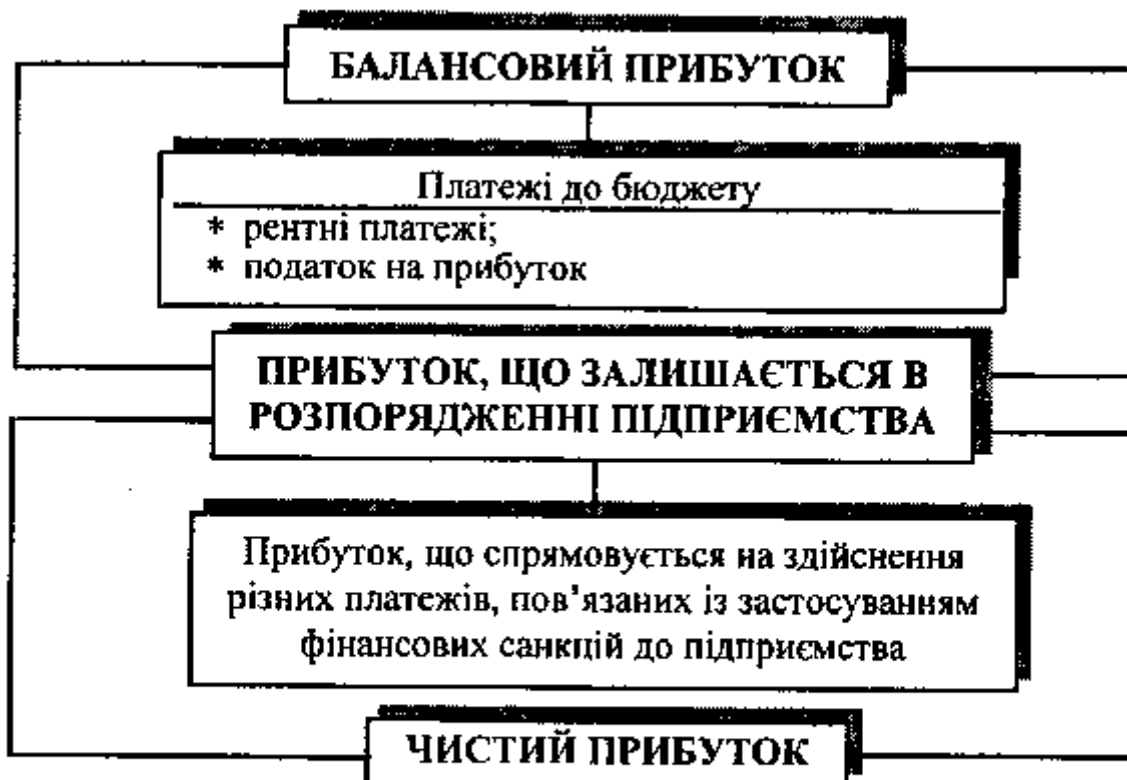 БАЛАНСОВИЙ ПРИБУТОК
Платежі до бюджету
* рентні платежі;
* податок на прибуток
ПРИБУТОК, ЩО ЗАЛИШАЄТЬСЯ В
РОЗПОРЯДЖЕННІ ПІДПРИЄМСТВА
Прибуток, що спрямовується на здійснення
різних платежів, пов’язаних із застосуванням
фінансових санкцій до підприємства
ЧИСТИЙ ПРИБУТОК